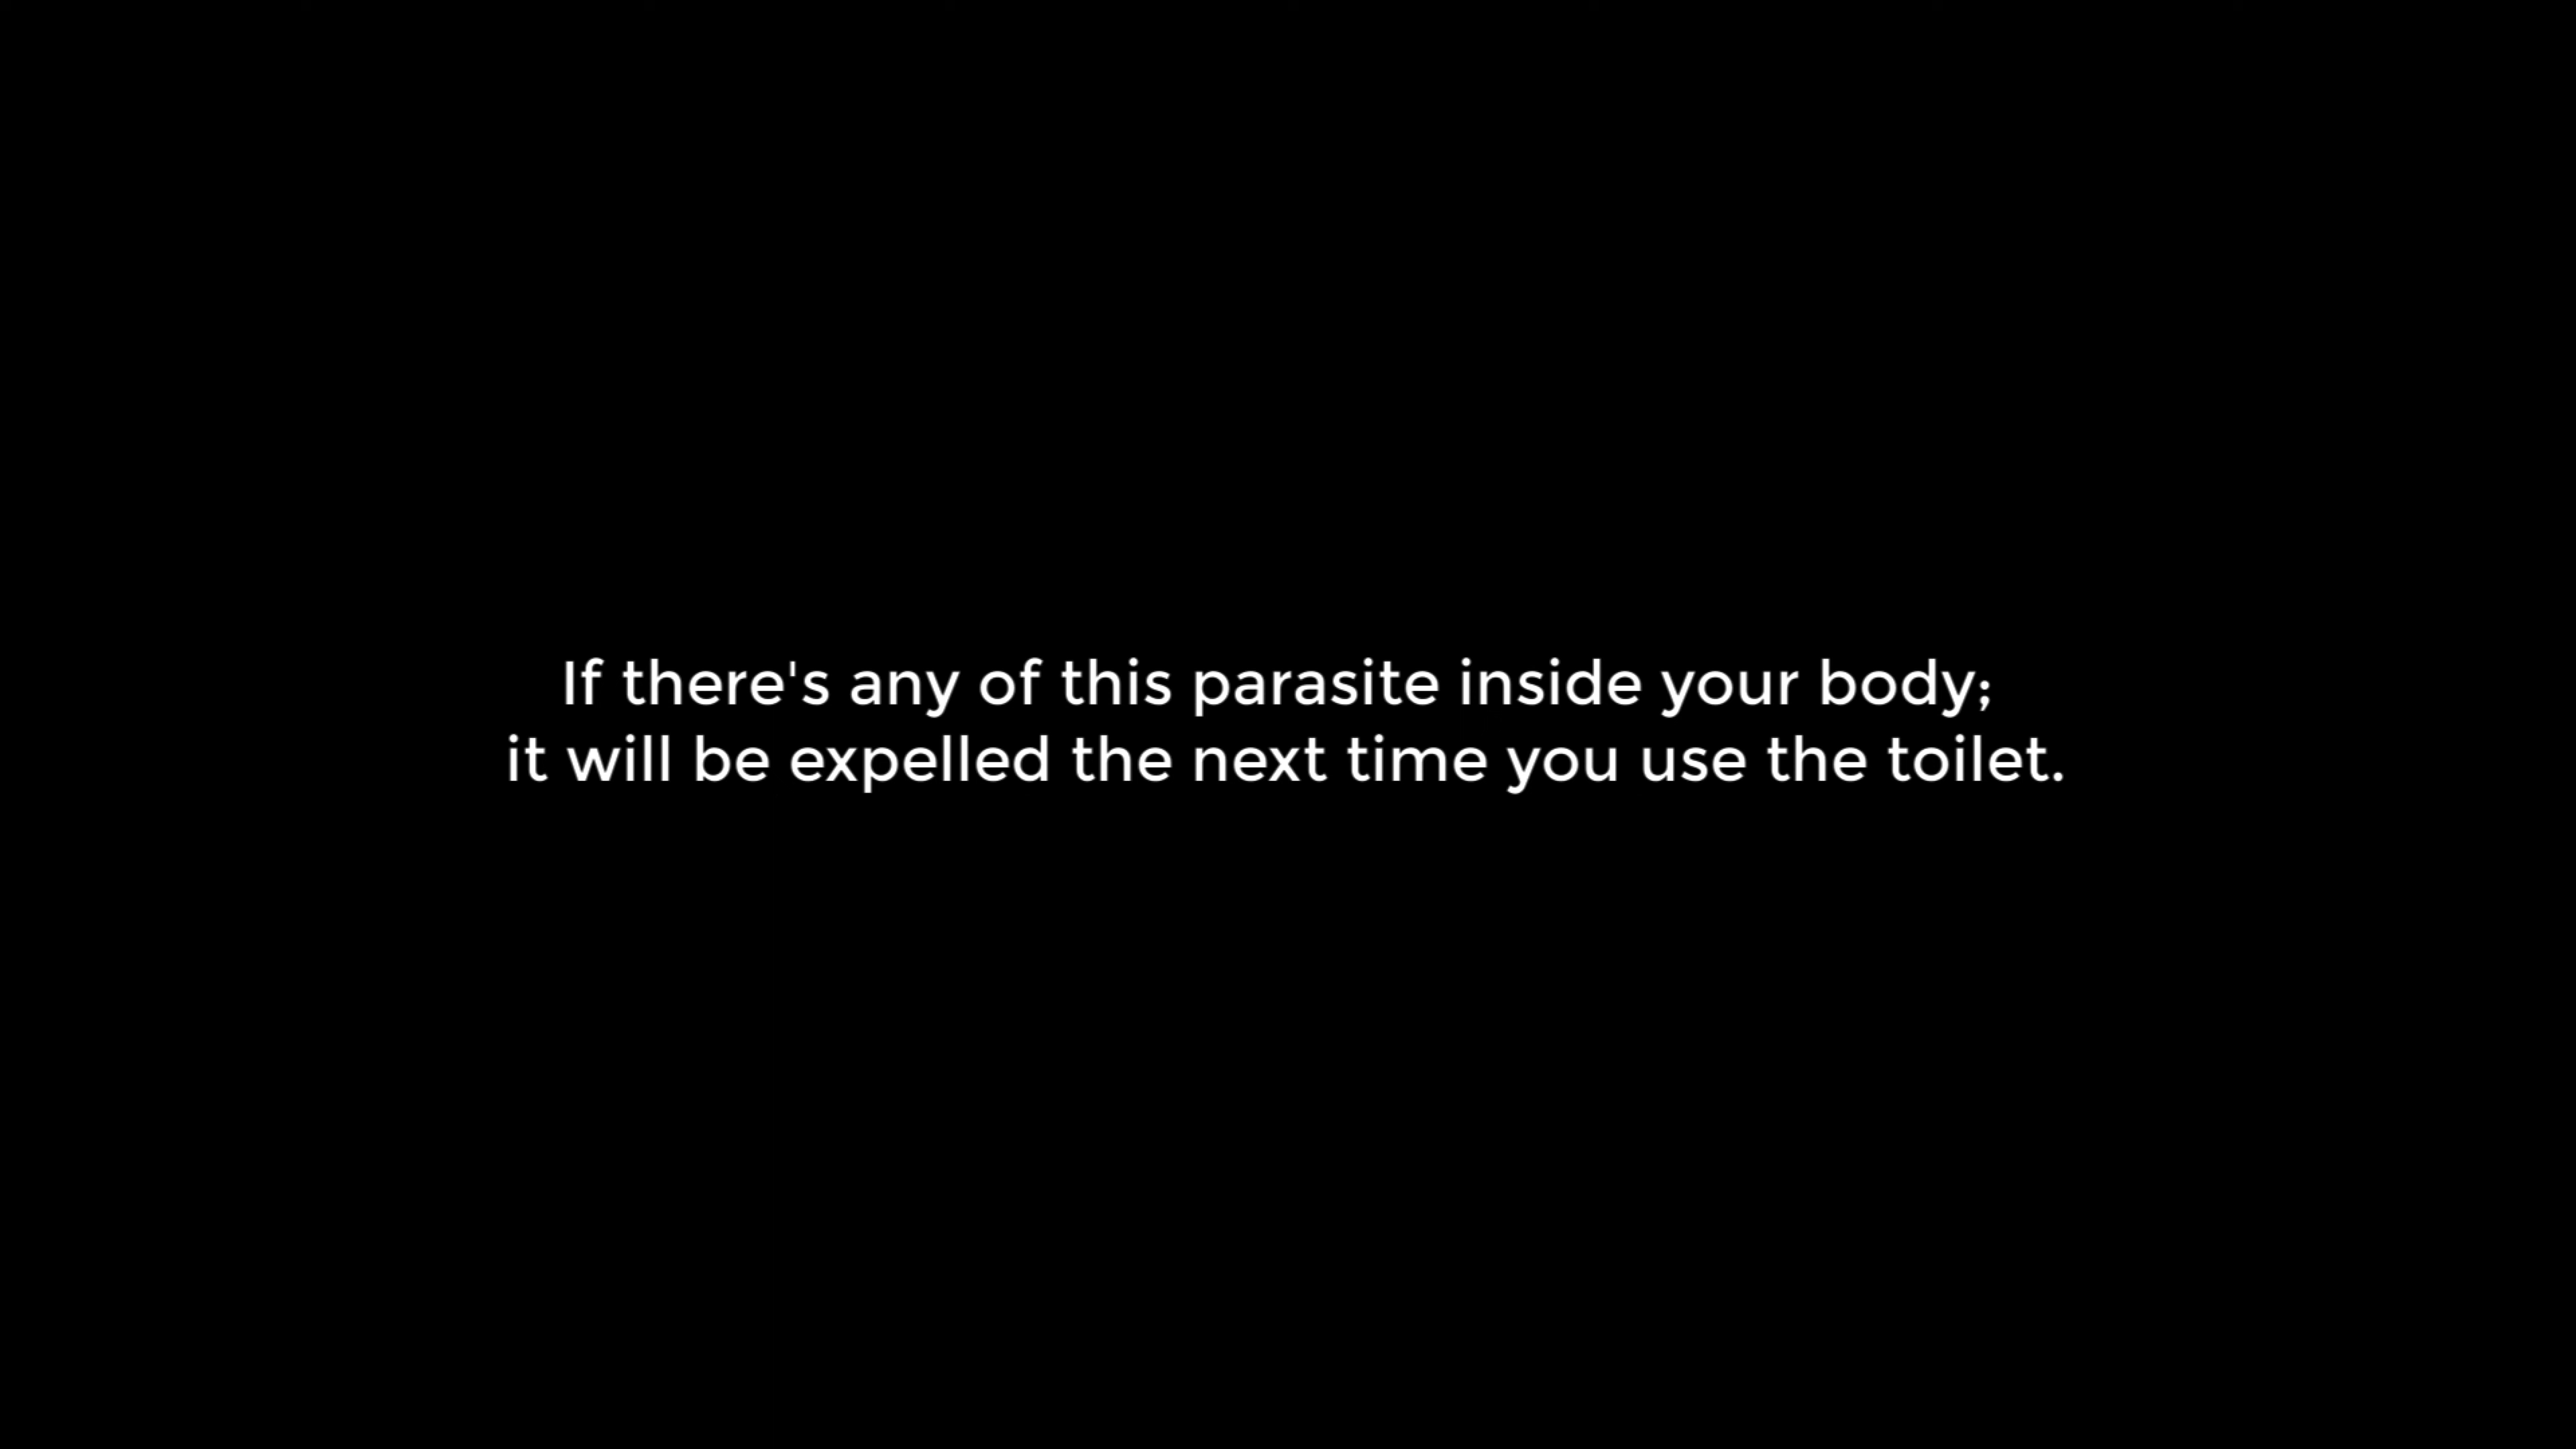 If there's any of this parasite inside your body;
it will be expelled the next time you use the toilet.